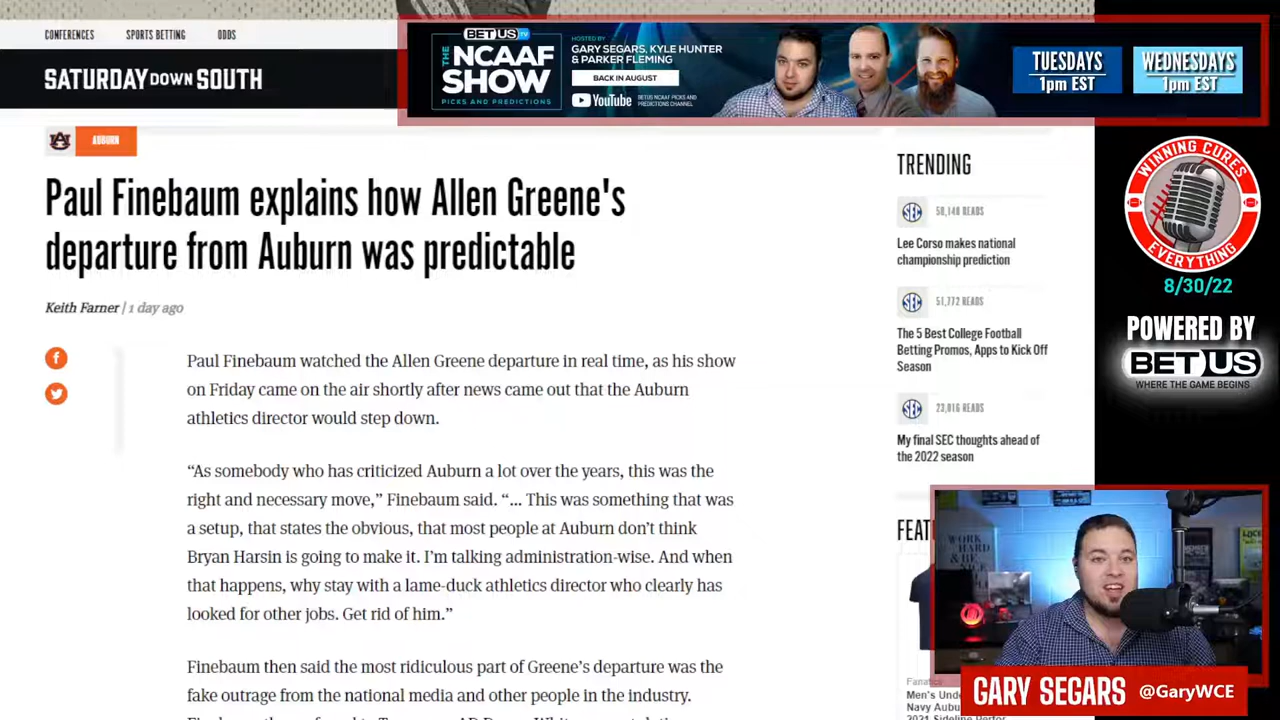 CONFERENCES SPORTS BETTING ODDS
SATURDAY DOWN SOUTH
BETUS TV
THE NCAAF SHOW
PICKS AND PREDICTIONS
HOSTED BY
GARY SEGARS, KYLE HUNTER
& PARKER FLEMING
BACK IN AUGUST
YouTube
BETUS NCAAF PICKS AND
PREDICTIONS CHANNEL
TUESDAYS
1pm EST
WEDNESDAYS
1pm EST
AUBURN
Paul Finebaum explains how Allen Greene's
departure from Auburn was predictable
Keith Farner | 1 day ago
Paul Finebaum watched the Allen Greene departure in real time, as his show
on Friday came on the air shortly after news came out that the Auburn
athletics director would step down.
“As somebody who has criticized Auburn a lot over the years, this was the
right and necessary move,” Finebaum said. “... This was something that was
a setup, that states the obvious, that most people at Auburn don’t think
Bryan Harsin is going to make it. I’m talking administration-wise. And when
that happens, why stay with a lame-duck athletics director who clearly has
looked for other jobs. Get rid of him.”
Finebaum then said the most ridiculous part of Greene’s departure was the
fake outrage from the national media and other people in the industry.
TRENDING
SEC
58,140 READS
Lee Corso makes national
championship prediction
SEC
51,772 READS
The 5 Best College Football
Betting Promos, Apps to Kick Off
Season
SEC
23,016 READS
My final SEC thoughts ahead of
the 2022 season
FEAT
Fanatics
Men's Und
Navy Aubu
WINNING CURES
EVERYTHING
8/30/22
POWERED BY
BETUS
WHERE THE GAME BEGINS
WORK
HARD
& BE
GARY SEGARS @GaryWCE